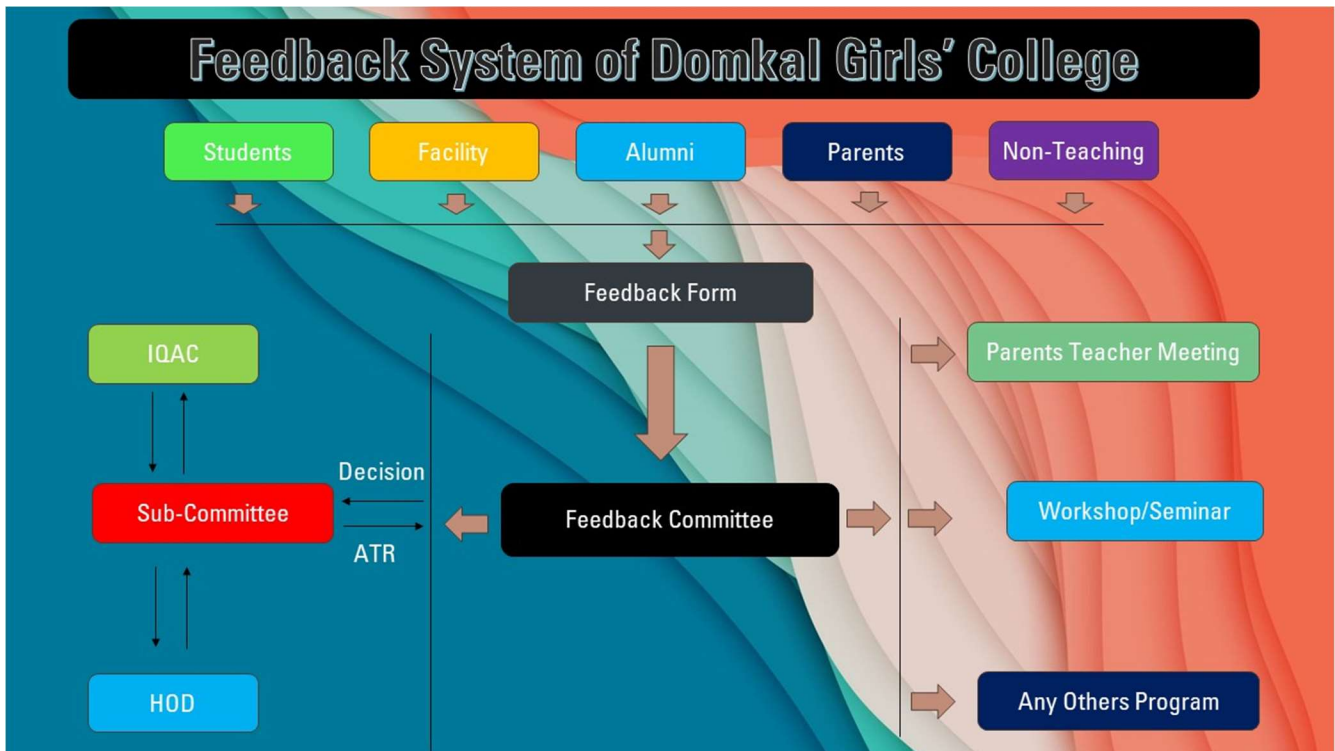 Feedback System of Domkal Girls' College
Students
Facility
Alumni
Parents
Non-Teaching
Feedback Form
IQAC
Parents Teacher Meeting
Decision
Sub-Committee
Feedback Committee
Workshop/Seminar
ATR
HOD
Any Others Program